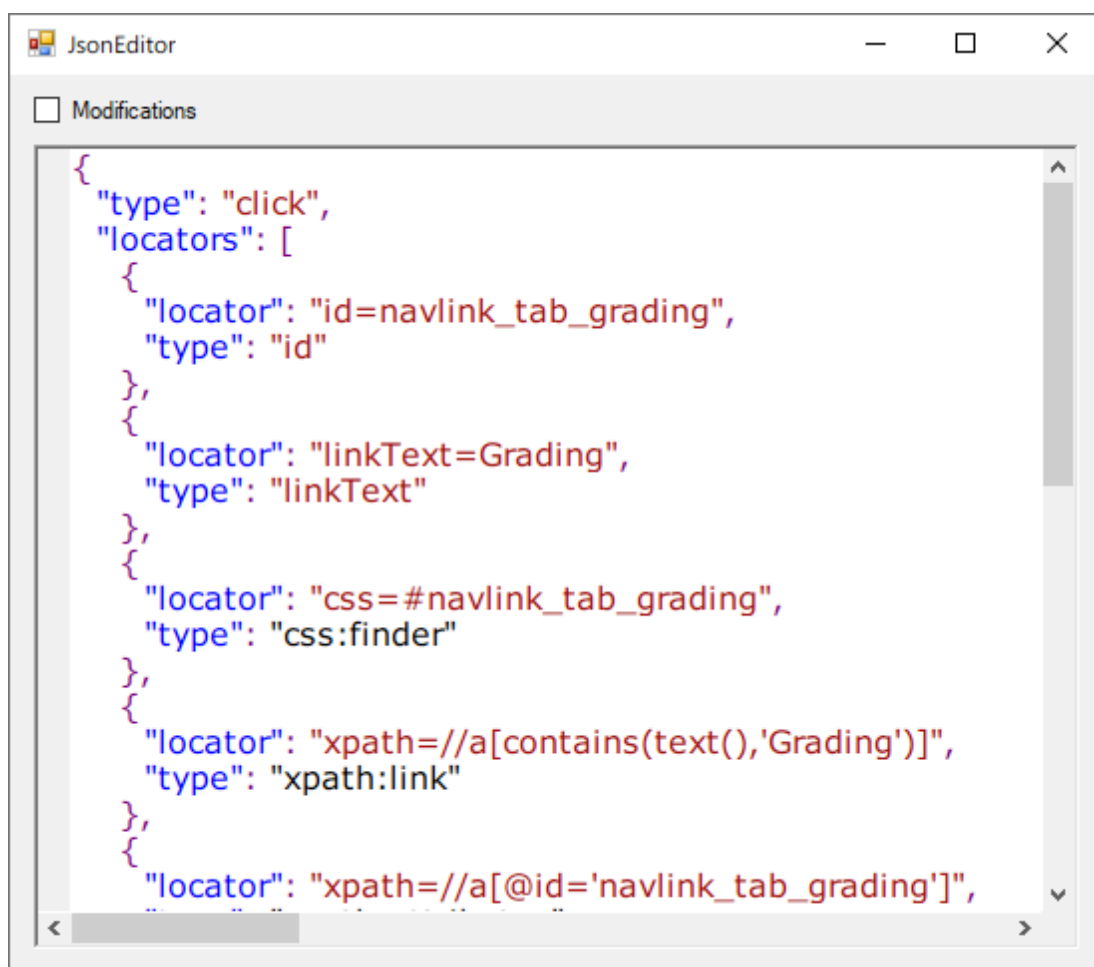 JsonEditor
Modifications
{
"type": "click",
"locators": [
{
"locator": "id=navlink_tab_grading",
"type": "id"
},
{
"locator": "linkText=Grading",
"type": "linkText"
},
{
"locator": "css=#navlink_tab_grading",
"type": "css:finder"
},
{
"locator": "xpath=//a[contains(text(),'Grading')]",
"type": "xpath:link"
},
{
"locator": "xpath=//a[@id='navlink_tab_grading']",